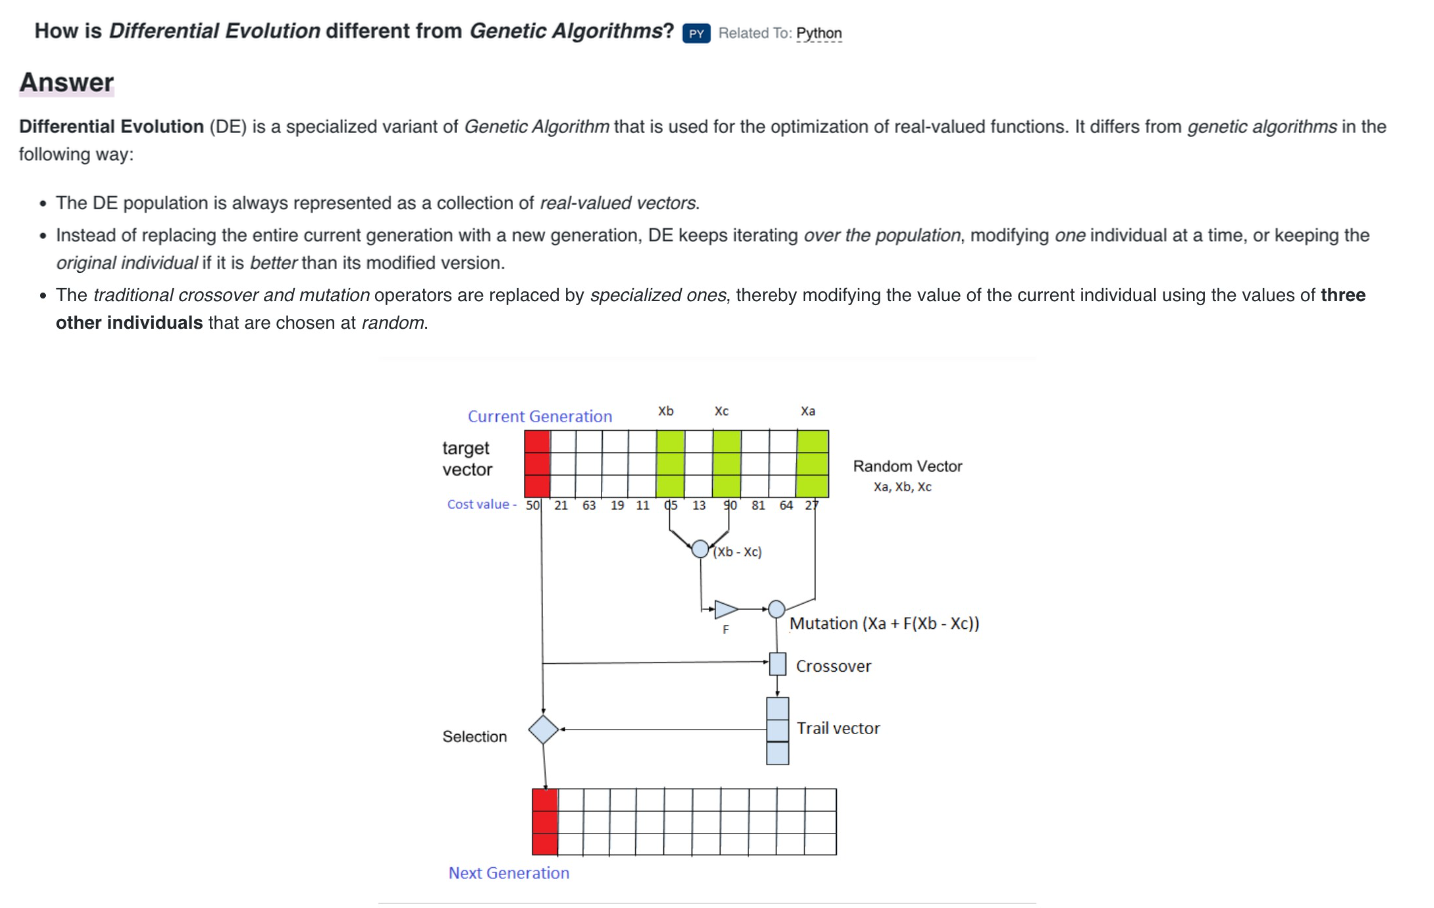 How is Differential Evolution different from Genetic Algorithms? PY Related To: Python
Answer
Differential Evolution (DE) is a specialized variant of Genetic Algorithm that is used for the optimization of real-valued functions. It differs from genetic algorithms in the
following way:
• The DE population is always represented as a collection of real-valued vectors.
• Instead of replacing the entire current generation with a new generation, DE keeps iterating over the population, modifying one individual at a time, or keeping the
original individual if it is better than its modified version.
• The traditional crossover and mutation operators are replaced by specialized ones, thereby modifying the value of the current individual using the values of three
other individuals that are chosen at random.
Current Generation Xb Xc Xa
target
vector
Random Vector
Xa, Xb, Xc
Cost value - 50 21 63 19 11 05 13 90 81 64 27
(Xb - Xc)
F
Mutation (Xa + F(Xb - Xc))
Crossover
Trail vector
Selection
Next Generation